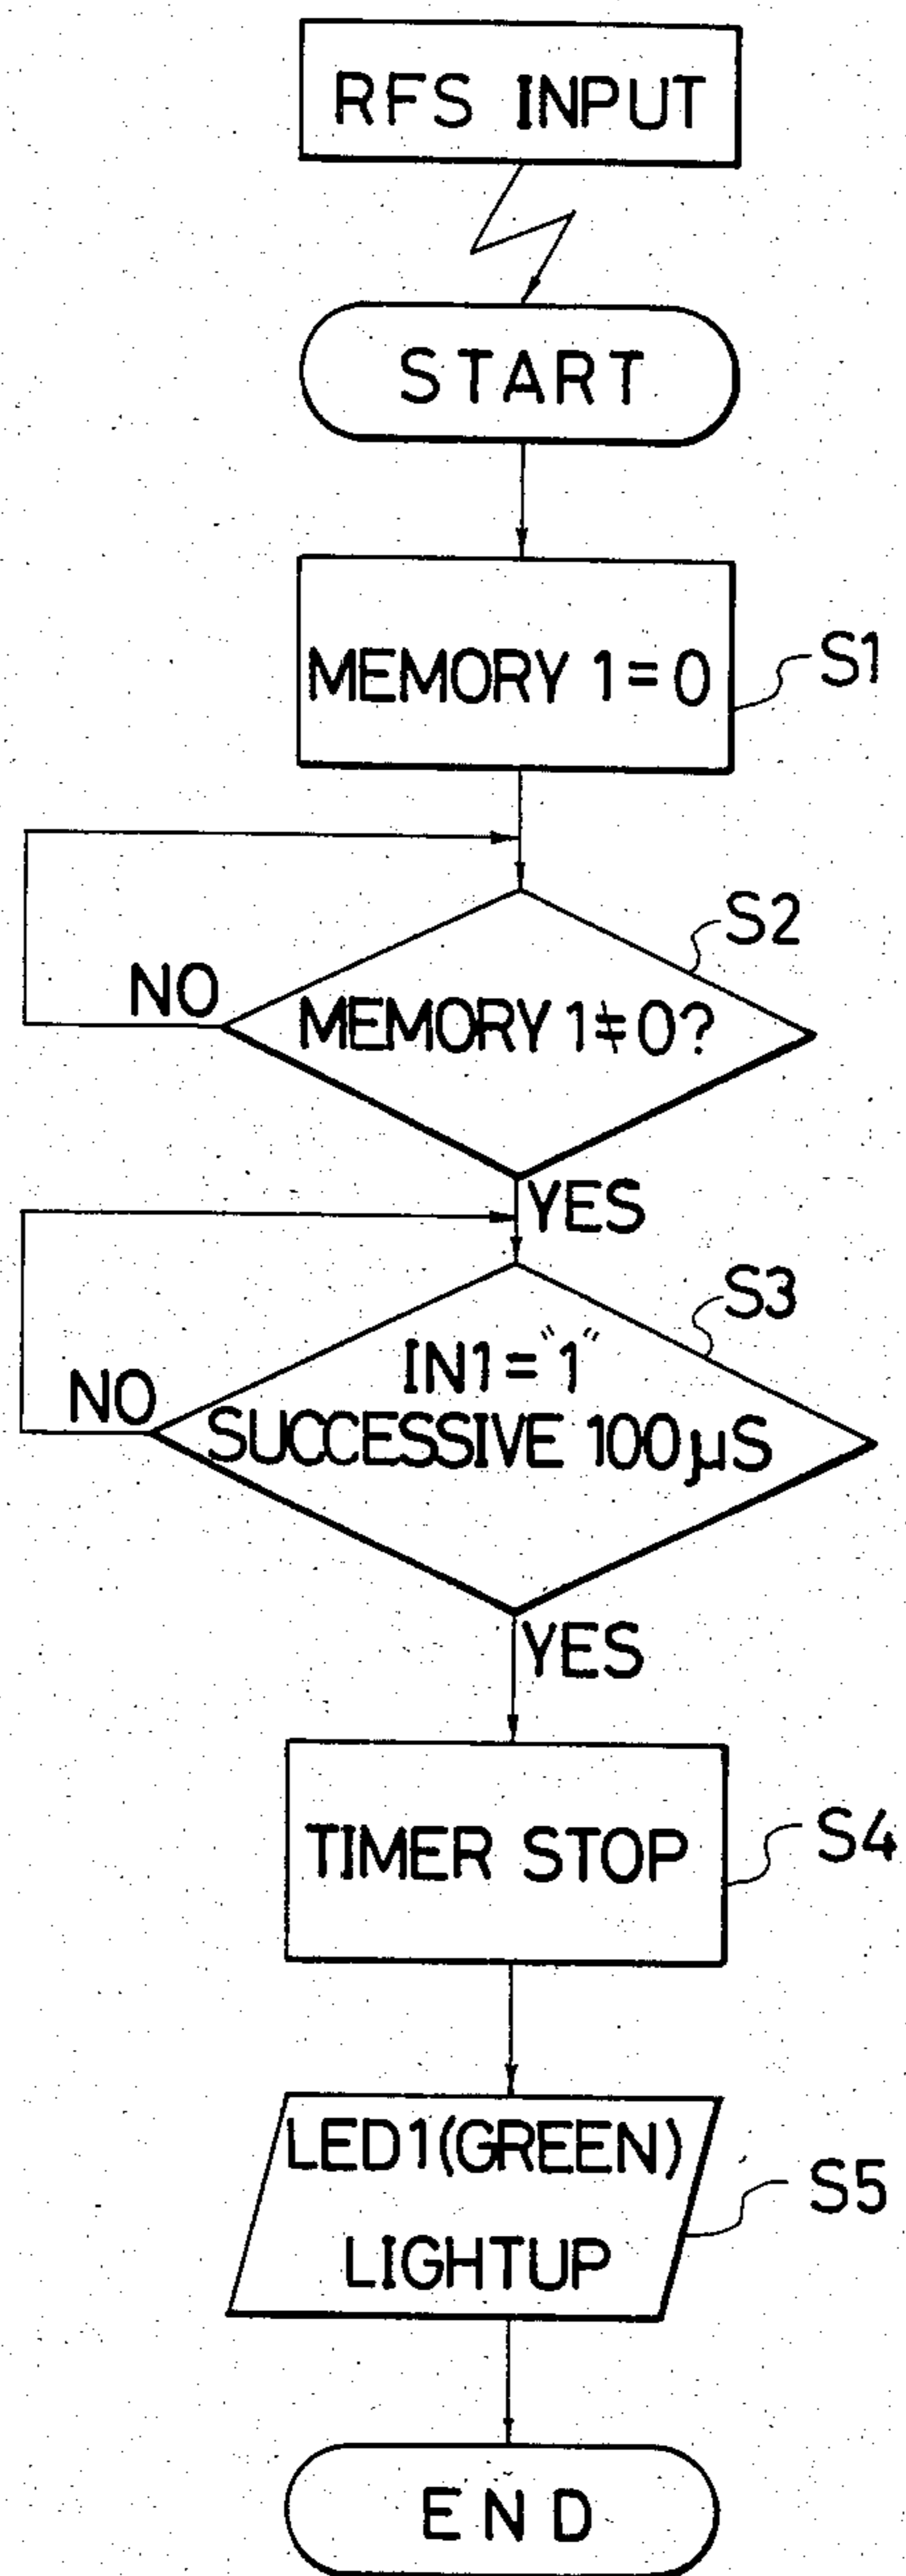 RFS INPUT
START
MEMORY 1=0
S1
S2
NO
MEMORY 1≠0?
YES
S3
IN1="1"
NO
SUCCESSIVE 100μS
YES
TIMER STOP
S4
LED1(GREEN)
S5
LIGHTUP
END